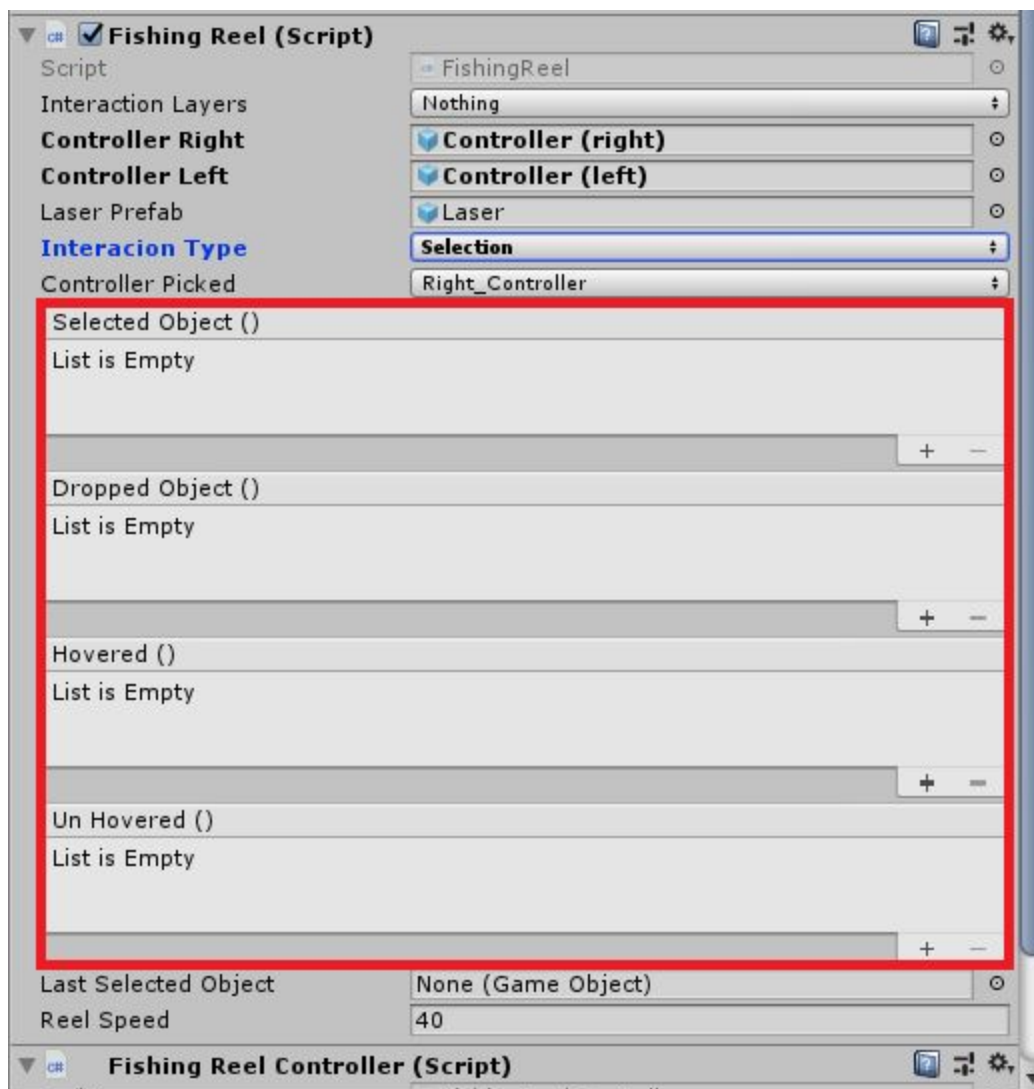 Fishing Reel (Script)
Script FishingReel
Interaction Layers Nothing
Controller Right Controller (right)
Controller Left Controller (left)
Laser Prefab Laser
Interacion Type Selection
Controller Picked Right_Controller
Selected Object ()
List is Empty
+ −
Dropped Object ()
List is Empty
+ −
Hovered ()
List is Empty
+ −
Un Hovered ()
List is Empty
+ −
Last Selected Object None (Game Object)
Reel Speed 40
Fishing Reel Controller (Script)